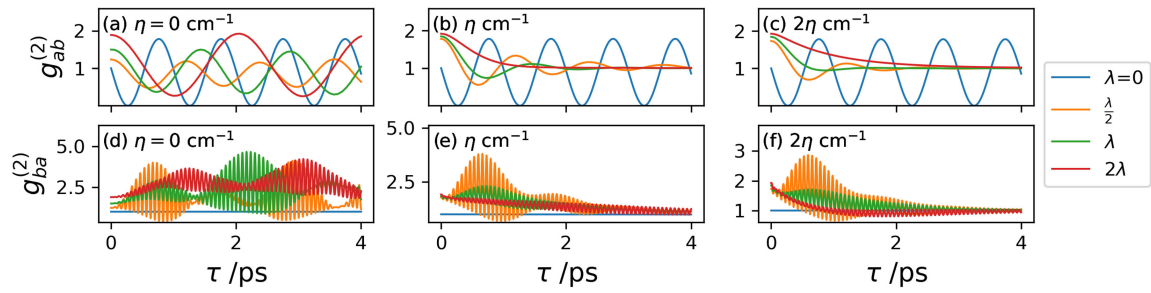 (a) η = 0 cm⁻¹
(b) η cm⁻¹
(c) 2η cm⁻¹
g_{ab}^{(2)}
2
1
2
1
2
1
(d) η = 0 cm⁻¹
(e) η cm⁻¹
(f) 2η cm⁻¹
g_{ba}^{(2)}
5.0
2.5
5.0
2.5
3
2
1
0 2 4
0 2 4
0 2 4
τ /ps
τ /ps
τ /ps
λ=0
λ/2
λ
2λ